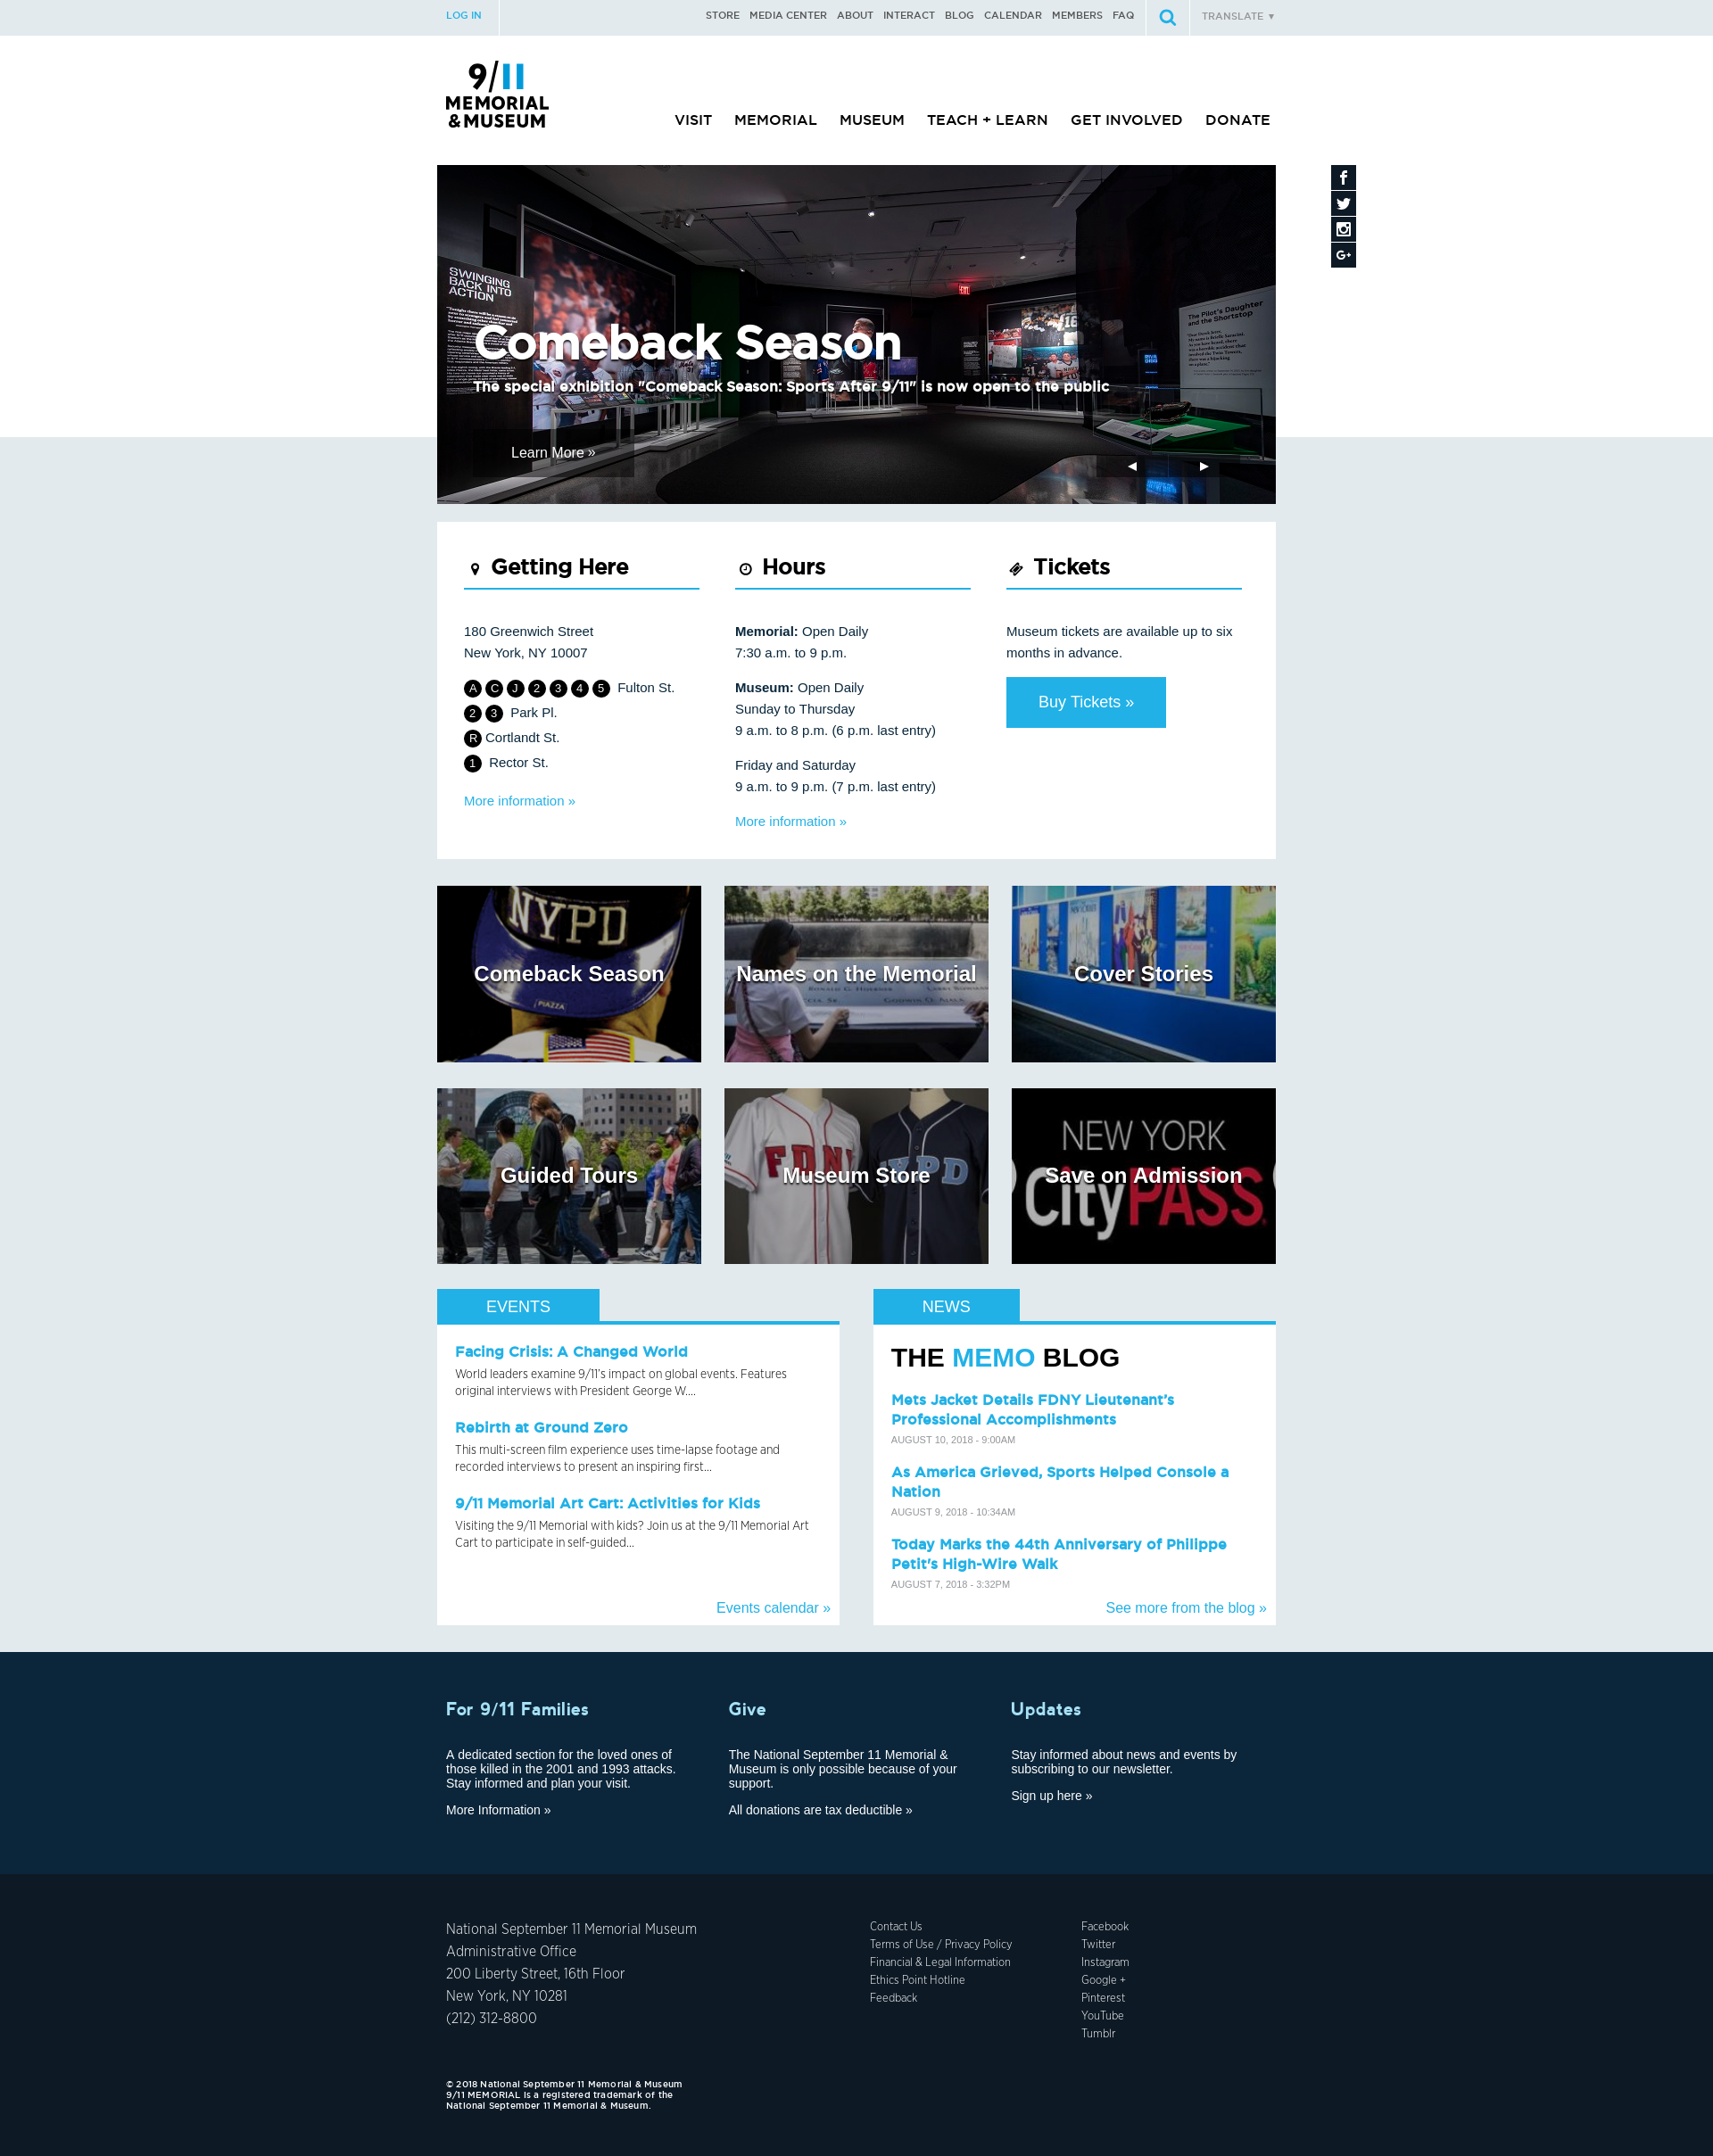 LOG IN
STORE MEDIA CENTER ABOUT INTERACT BLOG CALENDAR MEMBERS FAQ
TRANSLATE ▼
9/11
MEMORIAL
&MUSEUM
VISIT MEMORIAL MUSEUM TEACH + LEARN GET INVOLVED DONATE
SWINGING
BACK INTO
ACTION
The Pilot's Daughter
and the Shortstop
EXIT
Comeback Season
The special exhibition "Comeback Season: Sports After 9/11" is now open to the public
Learn More »
◀ ▶
Getting Here
180 Greenwich Street
New York, NY 10007
A C J 2 3 4 5 Fulton St.
2 3 Park Pl.
R Cortlandt St.
1 Rector St.
More information »
Hours
Memorial: Open Daily
7:30 a.m. to 9 p.m.
Museum: Open Daily
Sunday to Thursday
9 a.m. to 8 p.m. (6 p.m. last entry)
Friday and Saturday
9 a.m. to 9 p.m. (7 p.m. last entry)
More information »
Tickets
Museum tickets are available up to six
months in advance.
Buy Tickets »
NYPD
Comeback Season
PIAZZA
Names on the Memorial
Cover Stories
Guided Tours
FDNY
NYPD
Museum Store
NEW YORK
CityPASS
Save on Admission
EVENTS
Facing Crisis: A Changed World
World leaders examine 9/11's impact on global events. Features
original interviews with President George W....
Rebirth at Ground Zero
This multi-screen film experience uses time-lapse footage and
recorded interviews to present an inspiring first...
9/11 Memorial Art Cart: Activities for Kids
Visiting the 9/11 Memorial with kids? Join us at the 9/11 Memorial Art
Cart to participate in self-guided...
Events calendar »
NEWS
THE MEMO BLOG
Mets Jacket Details FDNY Lieutenant's
Professional Accomplishments
AUGUST 10, 2018 - 9:00AM
As America Grieved, Sports Helped Console a
Nation
AUGUST 9, 2018 - 10:34AM
Today Marks the 44th Anniversary of Philippe
Petit's High-Wire Walk
AUGUST 7, 2018 - 3:32PM
See more from the blog »
For 9/11 Families
A dedicated section for the loved ones of
those killed in the 2001 and 1993 attacks.
Stay informed and plan your visit.
More Information »
Give
The National September 11 Memorial &
Museum is only possible because of your
support.
All donations are tax deductible »
Updates
Stay informed about news and events by
subscribing to our newsletter.
Sign up here »
National September 11 Memorial Museum
Administrative Office
200 Liberty Street, 16th Floor
New York, NY 10281
(212) 312-8800
Contact Us
Terms of Use / Privacy Policy
Financial & Legal Information
Ethics Point Hotline
Feedback
Facebook
Twitter
Instagram
Google +
Pinterest
YouTube
Tumblr
© 2018 National September 11 Memorial & Museum
9/11 MEMORIAL is a registered trademark of the
National September 11 Memorial & Museum.